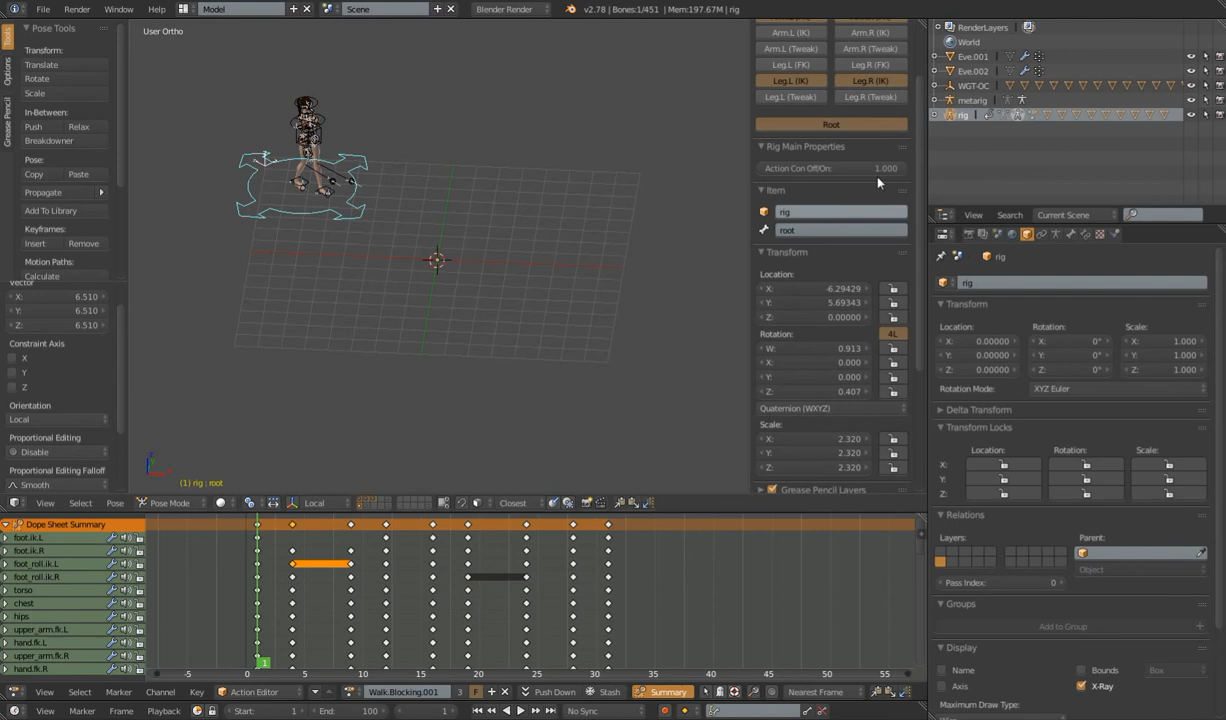 File Render Window Help Model Scene Blender Render v2.78 | Bones:1/451 | Mem:197.67M | rig
Tools
Options
Grease Pencil
Pose Tools
Transform:
Translate
Rotate
Scale
In-Between:
Push Relax
Breakdowner
Pose:
Copy Paste
Propagate
Add To Library
Keyframes:
Insert Remove
Motion Paths:
Calculate
Vector
X: 6.510
Y: 6.510
Z: 6.510
Constraint Axis
X
Y
Z
Orientation
Local
Proportional Editing
Disable
Proportional Editing Falloff
Smooth
User Ortho
(1) rig : root
Arm.L (IK) Arm.R (IK)
Arm.L (Tweak) Arm.R (Tweak)
Leg.L (FK) Leg.R (FK)
Leg.L (IK) Leg.R (IK)
Leg.L (Tweak) Leg.R (Tweak)
Root
Rig Main Properties
Action Con Off/On: 1.000
Item
rig
root
Transform
Location:
X: -6.29429
Y: 5.69343
Z: 0.00000
Rotation: 4L
W: 0.913
X: 0.000
Y: 0.000
Z: 0.407
Quaternion (WXYZ)
Scale:
X: 2.320
Y: 2.320
Z: 2.320
Grease Pencil Layers
View Select Pose Pose Mode Local Closest
RenderLayers
World
Eve.001
Eve.002
WGT-OC
metarig
rig
View Search Current Scene
rig
rig
Transform
Location: Rotation: Scale:
X: 0.00000 X: 0° X: 1.000
Y: 0.00000 Y: 0° Y: 1.000
Z: 0.00000 Z: 0° Z: 1.000
Rotation Mode: XYZ Euler
Delta Transform
Transform Locks
Location: Rotation: Scale:
X:
Y:
Z:
Relations
Layers: Parent:
Object
Pass Index: 0
Groups
Add to Group
Display
Name Bounds Box
Axis X-Ray
Maximum Draw Type:
Dope Sheet Summary
foot.ik.L
foot.ik.R
foot_roll.ik.L
foot_roll.ik.R
torso
chest
hips
upper_arm.fk.L
hand.fk.L
upper_arm.fk.R
hand.fk.R
1
-5 0 5 10 15 20 25 30 35 40 45 50 55
View Select Marker Channel Key Action Editor Walk.Blocking.001 3 F Push Down Stash Summary Nearest Frame
View Marker Frame Playback Start: 1 End: 100 1 No Sync